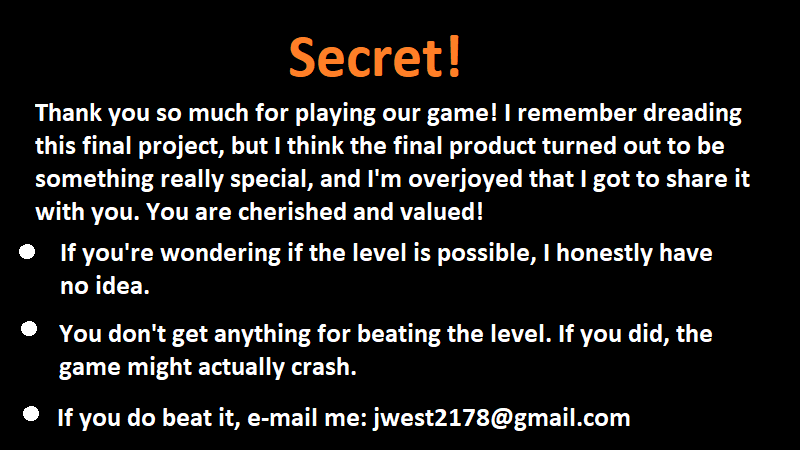 Secret!
Thank you so much for playing our game! I remember dreading
this final project, but I think the final product turned out to be
something really special, and I'm overjoyed that I got to share it
with you. You are cherished and valued!
If you're wondering if the level is possible, I honestly have
no idea.
You don't get anything for beating the level. If you did, the
game might actually crash.
If you do beat it, e-mail me: jwest2178@gmail.com